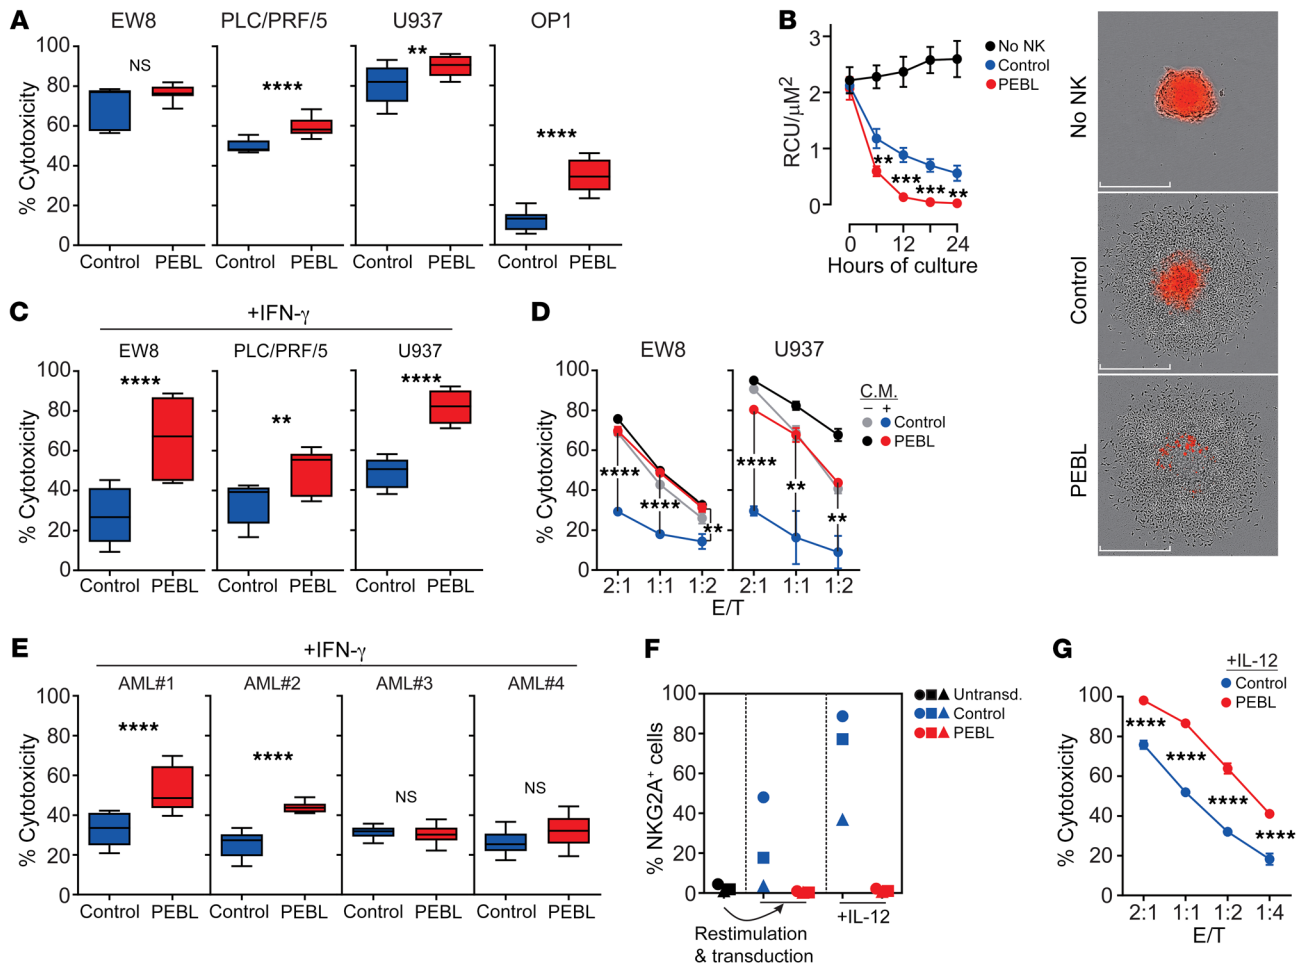 A
EW8
PLC/PRF/5
U937
OP1
% Cytotoxicity
100
80
60
40
20
0
NS
****
**
****
Control PEBL Control PEBL Control PEBL Control PEBL
B
RCU/μM²
3
2
1
0
No NK
Control
PEBL
**
***
***
**
0 12 24
Hours of culture
No NK
Control
PEBL
C
+IFN-γ
EW8
PLC/PRF/5
U937
% Cytotoxicity
100
80
60
40
20
0
****
**
****
Control PEBL Control PEBL Control PEBL
D
EW8
U937
% Cytotoxicity
100
80
60
40
20
0
****
****
**
****
**
**
C.M.
– +
Control
PEBL
2:1 1:1 1:2 2:1 1:1 1:2
E/T
E
+IFN-γ
AML#1
AML#2
AML#3
AML#4
% Cytotoxicity
100
80
60
40
20
0
****
****
NS
NS
Control PEBL Control PEBL Control PEBL Control PEBL
F
% NKG2A⁺ cells
100
80
60
40
20
0
Untransd.
Control
PEBL
+IL-12
Restimulation
& transduction
G
+IL-12
Control
PEBL
% Cytotoxicity
100
80
60
40
20
0
****
****
****
****
2:1 1:1 1:2 1:4
E/T